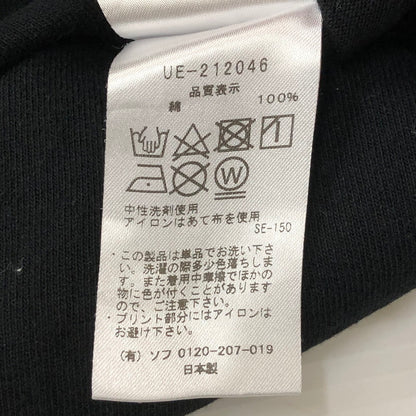 UE-212046
品質表示
綿 100%
W
中性洗剤使用
アイロンはあて布を使用
SE-150
・この製品は単品でお洗い下さ
い。洗濯の際多少色落ちしま
す。また着用中摩擦でほかの
物に色が付くことがあります
ので、ご注意ください。
・プリント部分にはアイロンは
お避け下さい。
(有) ソフ 0120-207-019
日本製